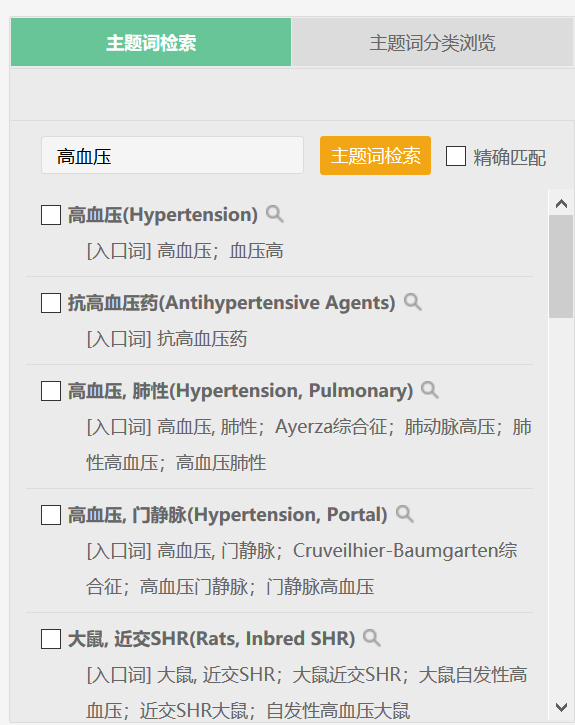 主题词检索 主题词分类浏览
高血压 主题词检索 精确匹配
高血压(Hypertension)
[入口词] 高血压；血压高
抗高血压药(Antihypertensive Agents)
[入口词] 抗高血压药
高血压, 肺性(Hypertension, Pulmonary)
[入口词] 高血压, 肺性；Ayerza综合征；肺动脉高压；肺
性高血压；高血压肺性
高血压, 门静脉(Hypertension, Portal)
[入口词] 高血压, 门静脉；Cruveilhier-Baumgarten综
合征；高血压门静脉；门静脉高血压
大鼠, 近交SHR(Rats, Inbred SHR)
[入口词] 大鼠, 近交SHR；大鼠近交SHR；大鼠自发性高
血压；近交SHR大鼠；自发性高血压大鼠